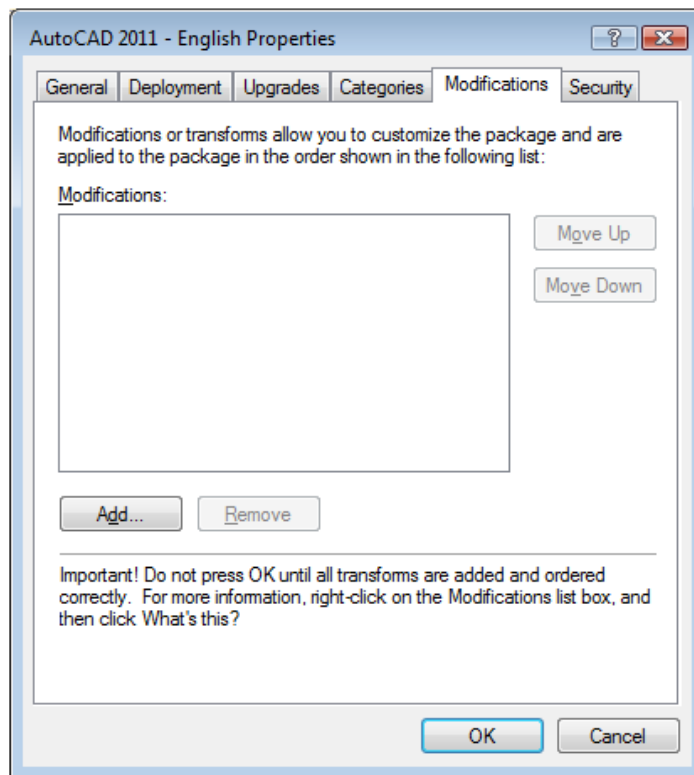 AutoCAD 2011 - English Properties
?
General Deployment Upgrades Categories Modifications Security
Modifications or transforms allow you to customize the package and are
applied to the package in the order shown in the following list:
Modifications:
Move Up
Move Down
Add... Remove
Important! Do not press OK until all transforms are added and ordered
correctly. For more information, right-click on the Modifications list box, and
then click What's this?
OK Cancel